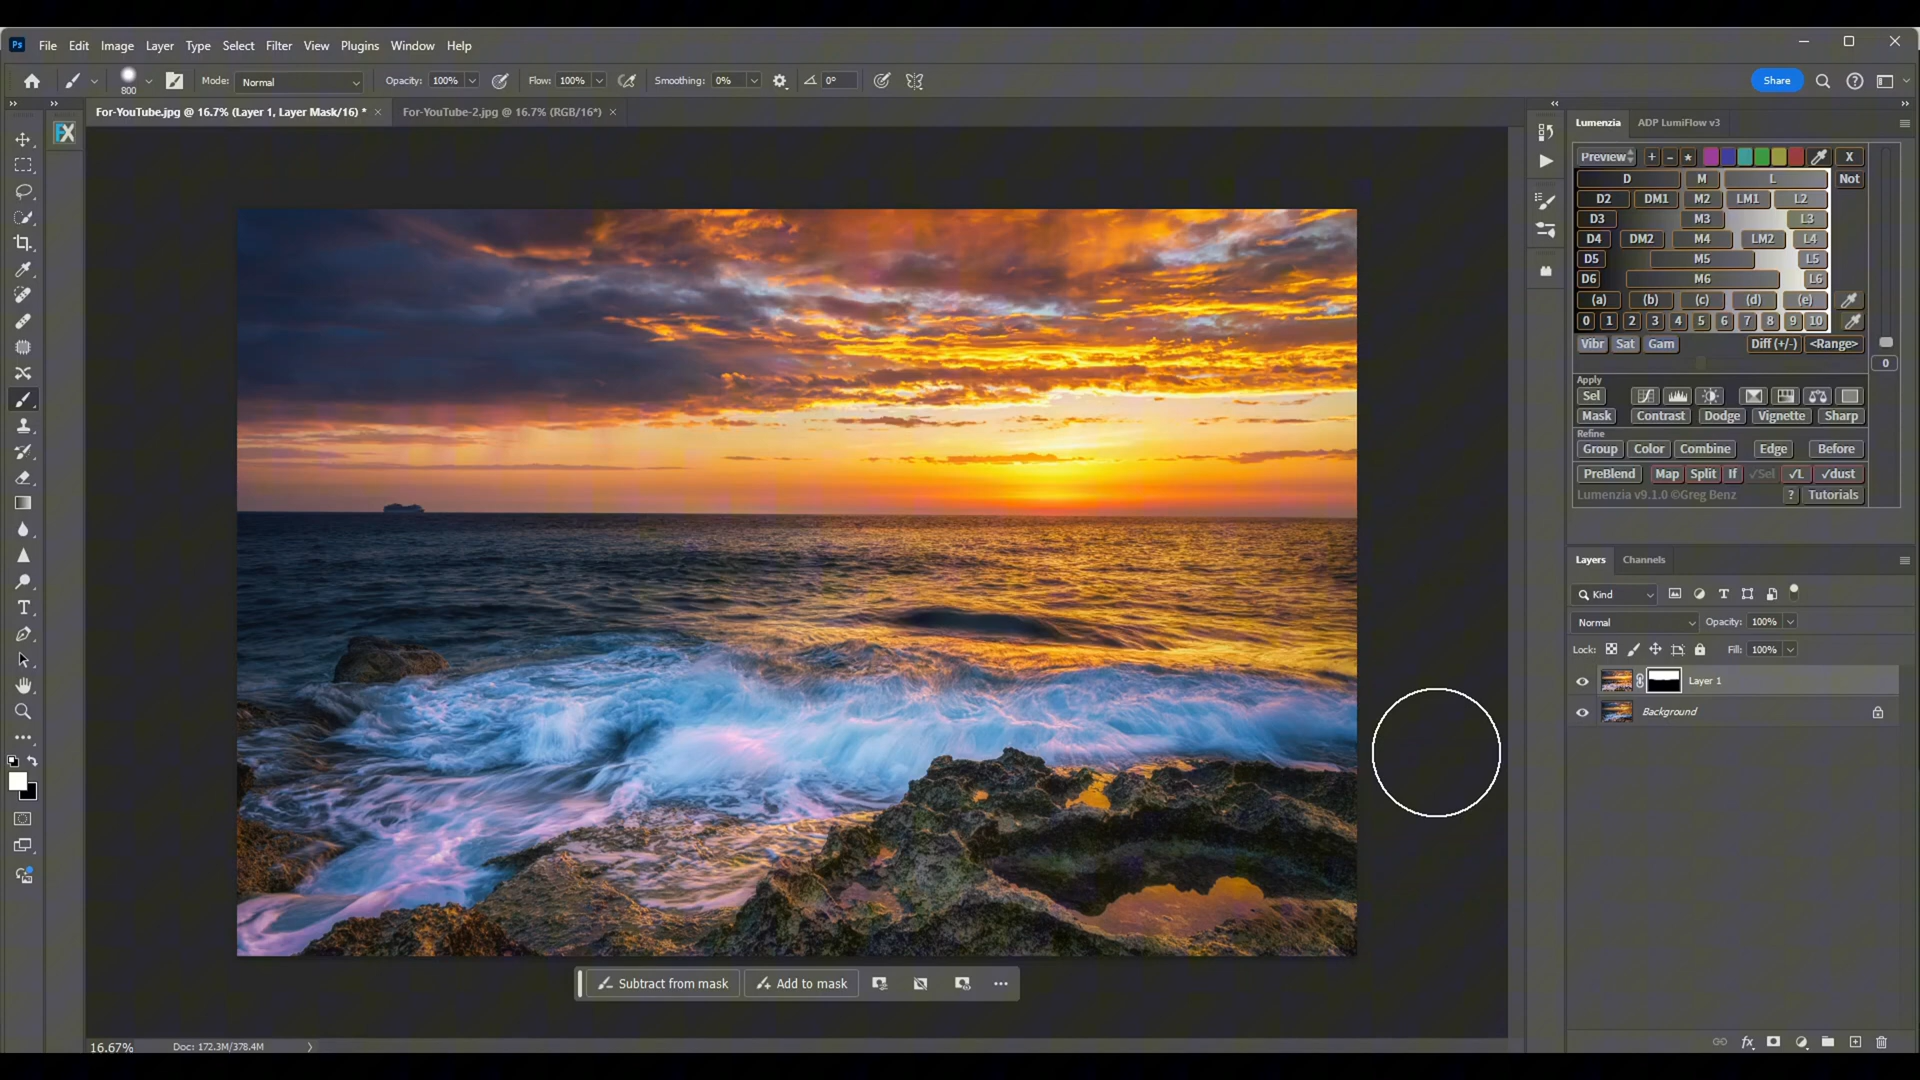 Ps File Edit Image Layer Type Select Filter View Plugins Window Help
800 Mode: Normal Opacity: 100% Flow: 100% Smoothing: 0% 0° Share
For-YouTube.jpg @ 16.7% (Layer 1, Layer Mask/16) * For-YouTube-2.jpg @ 16.7% (RGB/16*)
FX
Lumenzia ADP LumiFlow v3
Preview + - * X
D M L Not
D2 DM1 M2 LM1 L2
D3 M3 L3
D4 DM2 M4 LM2 L4
D5 M5 L5
D6 M6 L6
(a) (b) (c) (d) (e)
0 1 2 3 4 5 6 7 8 9 10
Vibr Sat Gam Diff (+/-) <Range>
0
Apply
Sel
Mask Contrast Dodge Vignette Sharp
Refine
Group Color Combine Edge Before
PreBlend Map Split If √Sel √L √dust
Lumenzia v9.1.0 ©Greg Benz ? Tutorials
Layers Channels
Kind
Normal Opacity: 100%
Lock: Fill: 100%
Layer 1
Background
Subtract from mask Add to mask
16.67% Doc: 172.3M/378.4M
fx